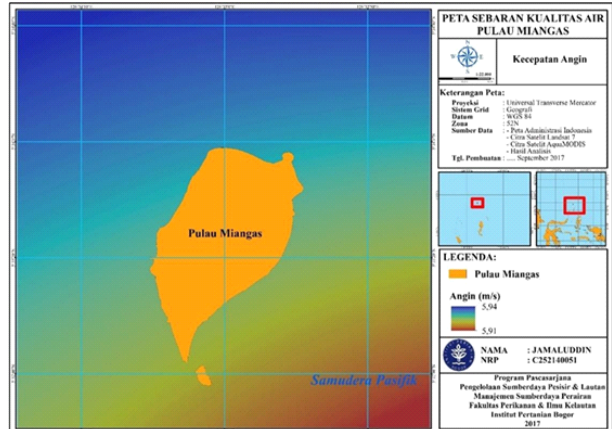 PETA SEBARAN KUALITAS AIR
PULAU MIANGAS
N
W
E
S
Kecepatan Angin
Keterangan Peta:
Proyeksi : Universal Transverse Mercator
Sistem Grid : Geografi
Datum : WGS 84
Zona : 52N
Sumber Data : - Peta Administrasi Indonesia
- Citra Satelit Landsat 7
- Citra Satelit AquaMODIS
- Hasil Analisis
Tgl. Pembuatan : ..... September 2017
Pulau Miangas
Samudera Pasifik
LEGENDA:
Pulau Miangas
Angin (m/s)
5,94
5,91
NAMA : JAMALUDDIN
NRP : C252140051
Program Pascasarjana
Pengelolaan Sumberdaya Pesisir & Lautan
Manajemen Sumberdaya Perairan
Fakultas Perikanan & Ilmu Kelautan
Institut Pertanian Bogor
2017